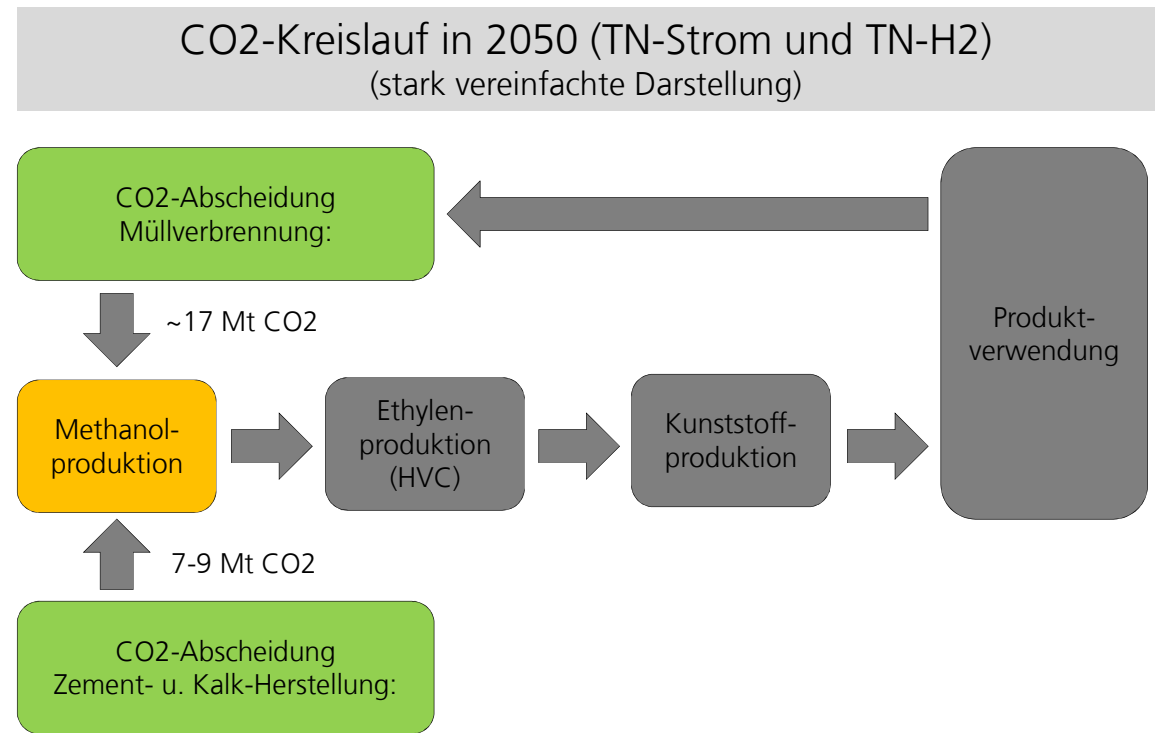 CO2-Kreislauf in 2050 (TN-Strom und TN-H2)
(stark vereinfachte Darstellung)
CO2-Abscheidung
Müllverbrennung:
~17 Mt CO2
Produkt-
verwendung
Methanol-
produktion
Ethylen-
produktion
(HVC)
Kunststoff-
produktion
7-9 Mt CO2
CO2-Abscheidung
Zement- u. Kalk-Herstellung: